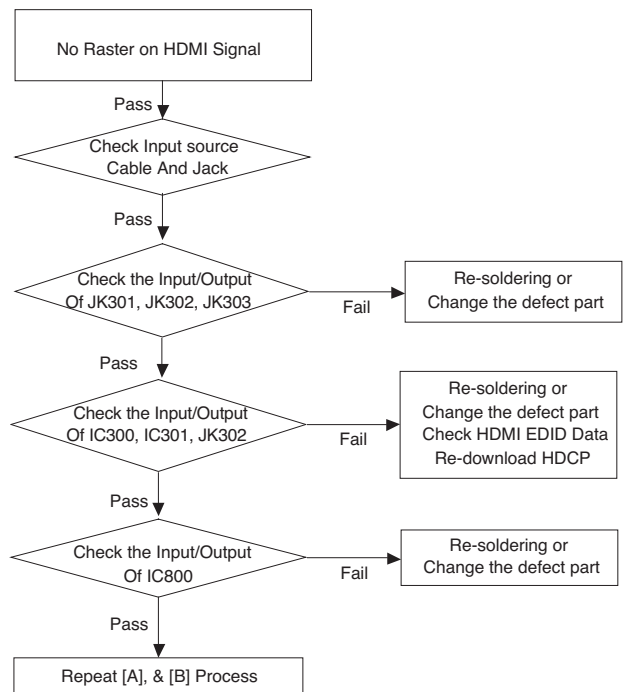 No Raster on HDMI Signal
Pass
Check Input source
Cable And Jack
Pass
Check the Input/Output
Of JK301, JK302, JK303
Fail
Re-soldering or
Change the defect part
Pass
Check the Input/Output
Of IC300, IC301, JK302
Fail
Re-soldering or
Change the defect part
Check HDMI EDID Data
Re-download HDCP
Pass
Check the Input/Output
Of IC800
Fail
Re-soldering or
Change the defect part
Pass
Repeat [A], & [B] Process